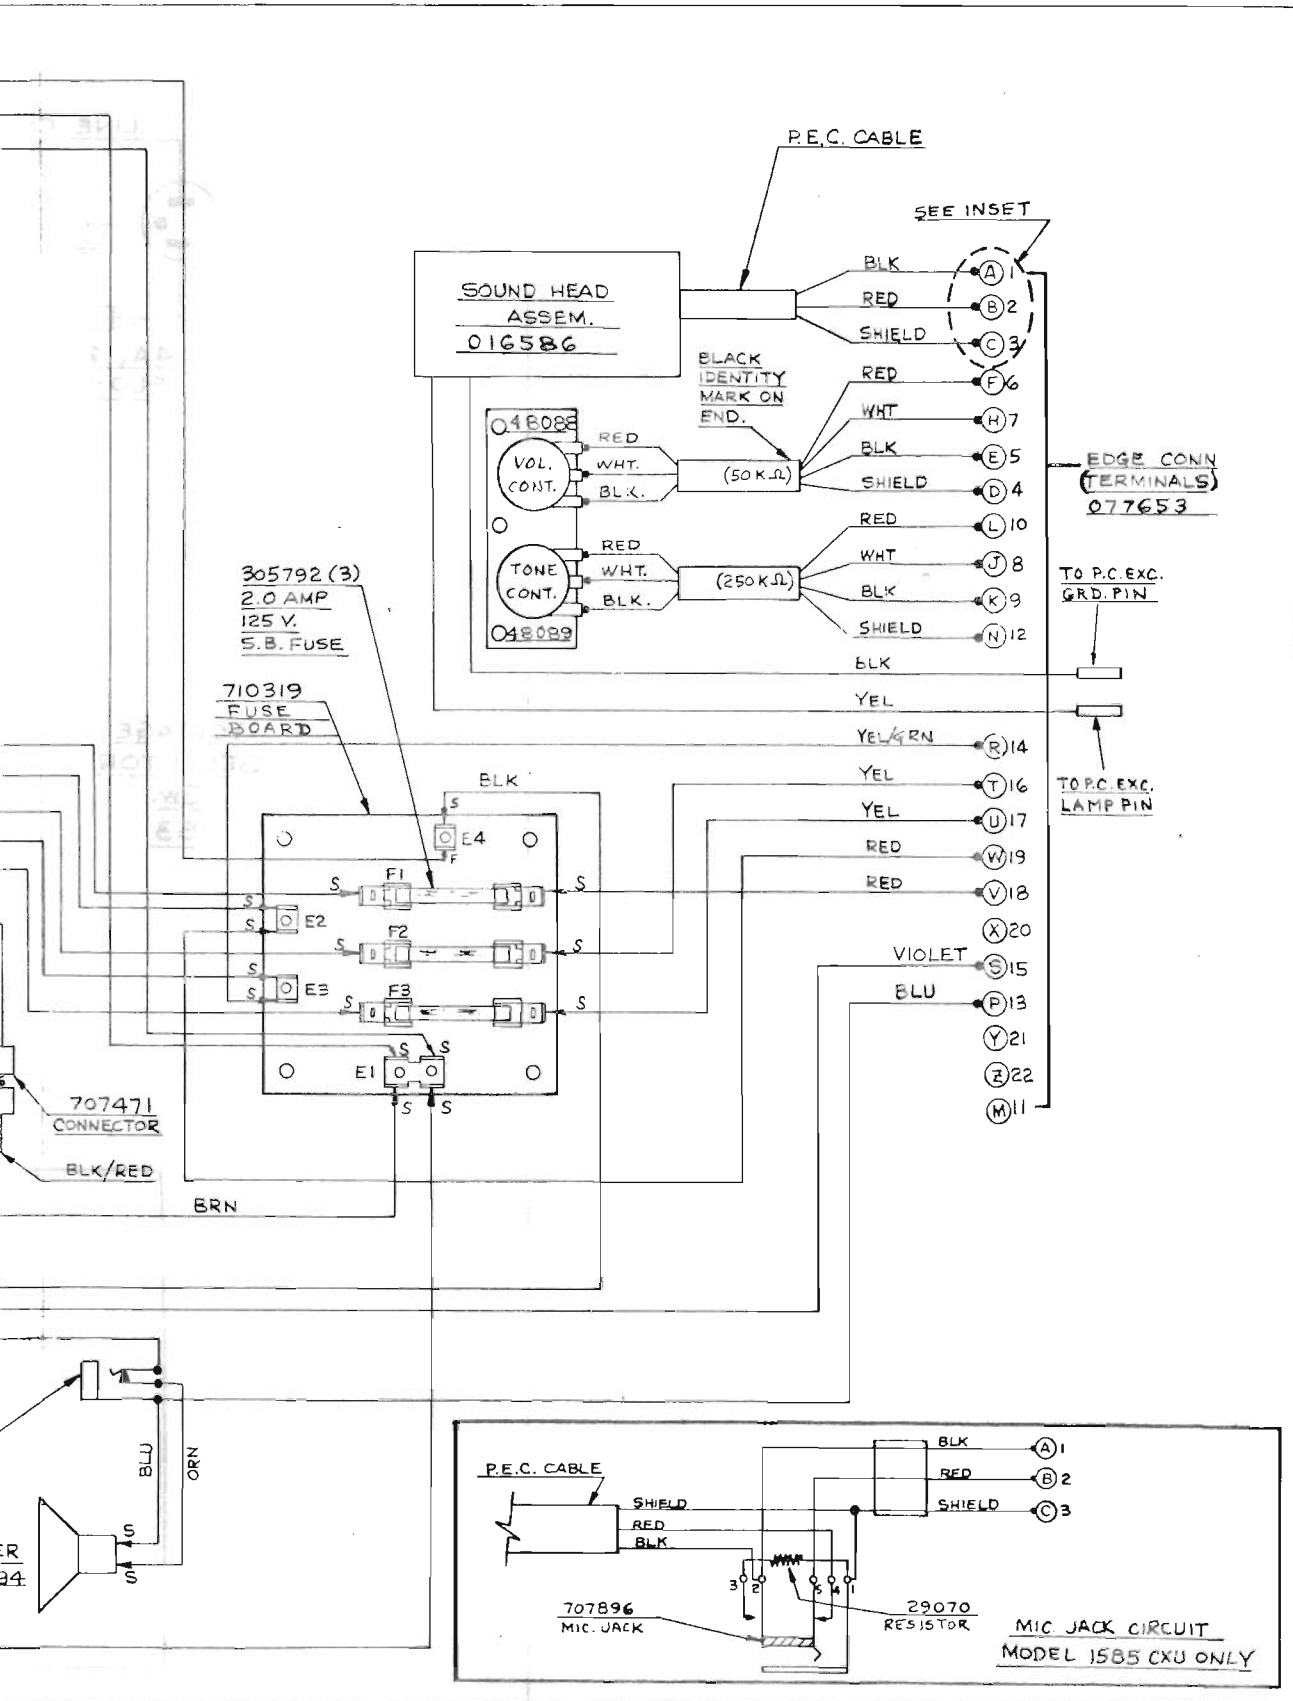 P.E.C. CABLE
SEE INSET
SOUND HEAD
ASSEM.
016586
BLK
RED
SHIELD
A 1
B 2
C 3
BLACK
IDENTITY
MARK ON
END.
RED
WHT
BLK
SHIELD
F 6
H 7
E 5
D 4
48088
VOL.
CONT.
RED
WHT.
BLK.
(50KΩ)
EDGE CONN
(TERMINALS)
077653
TONE
CONT.
48089
RED
WHT.
BLK.
(250KΩ)
RED
WHT
BLK
SHIELD
L 10
J 8
K 9
N 12
TO P.C. EXC.
GRD. PIN
305792 (3)
2.0 AMP
125 V.
S.B. FUSE
BLK
YEL
710319
FUSE
BOARD
YEL/GRN
R 14
YEL
T 16
YEL
U 17
RED
W 19
RED
V 18
X 20
VIOLET
S 15
BLU
P 13
Y 21
Z 22
M 11
TO P.C. EXC.
LAMP PIN
BLK
S
E4
F
F1
S
S
S
E2
S
F2
S
S
S
E3
S
F3
S
S
S
S
E1
S
S
707471
CONNECTOR
BLK/RED
BRN
BLU
ORN
S
S
ER
94
P.E.C. CABLE
SHIELD
RED
BLK
BLK
RED
SHIELD
A 1
B 2
C 3
3 2 5 4 1
707896
MIC. JACK
29070
RESISTOR
MIC. JACK CIRCUIT
MODEL 1585 CXU ONLY